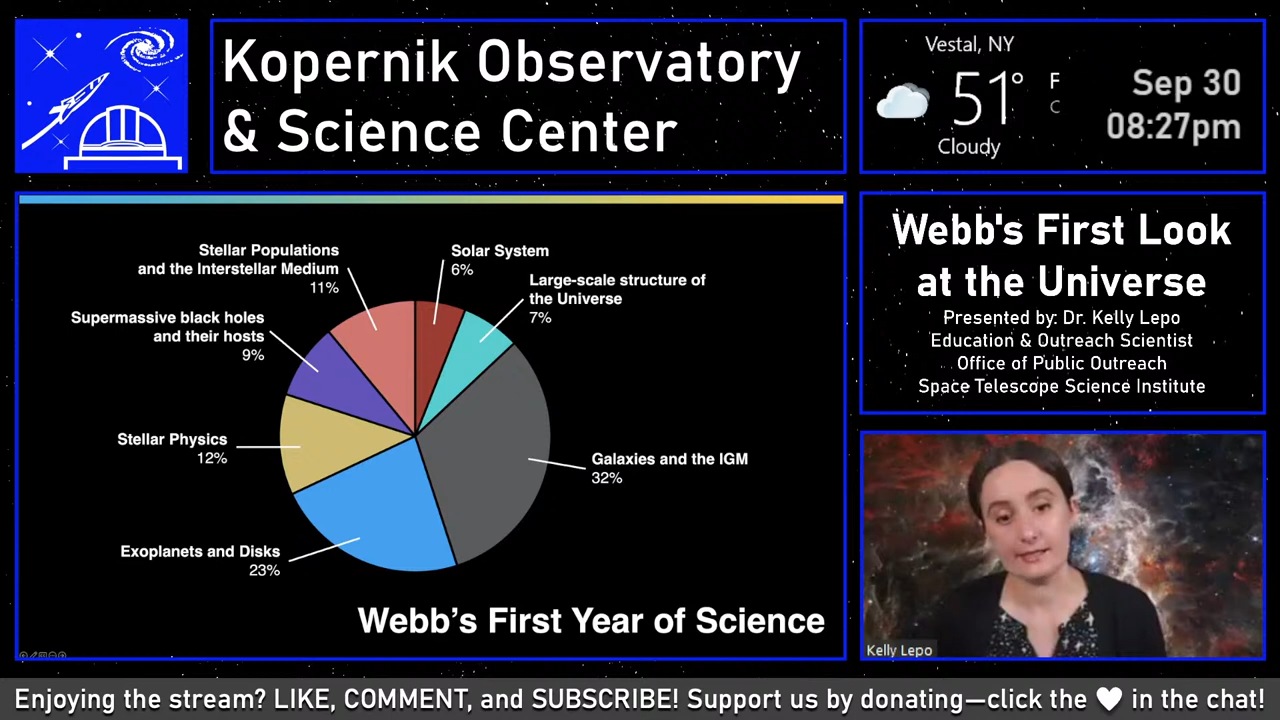 Kopernik Observatory
& Science Center
Vestal, NY
51° F
C
Cloudy
Sep 30
08:27pm
Stellar Populations
and the Interstellar Medium
11%
Solar System
6%
Large-scale structure of
the Universe
7%
Supermassive black holes
and their hosts
9%
Stellar Physics
12%
Galaxies and the IGM
32%
Exoplanets and Disks
23%
Webb’s First Year of Science
Webb's First Look
at the Universe
Presented by: Dr. Kelly Lepo
Education & Outreach Scientist
Office of Public Outreach
Space Telescope Science Institute
Kelly Lepo
Enjoying the stream? LIKE, COMMENT, and SUBSCRIBE! Support us by donating—click the ♥ in the chat!